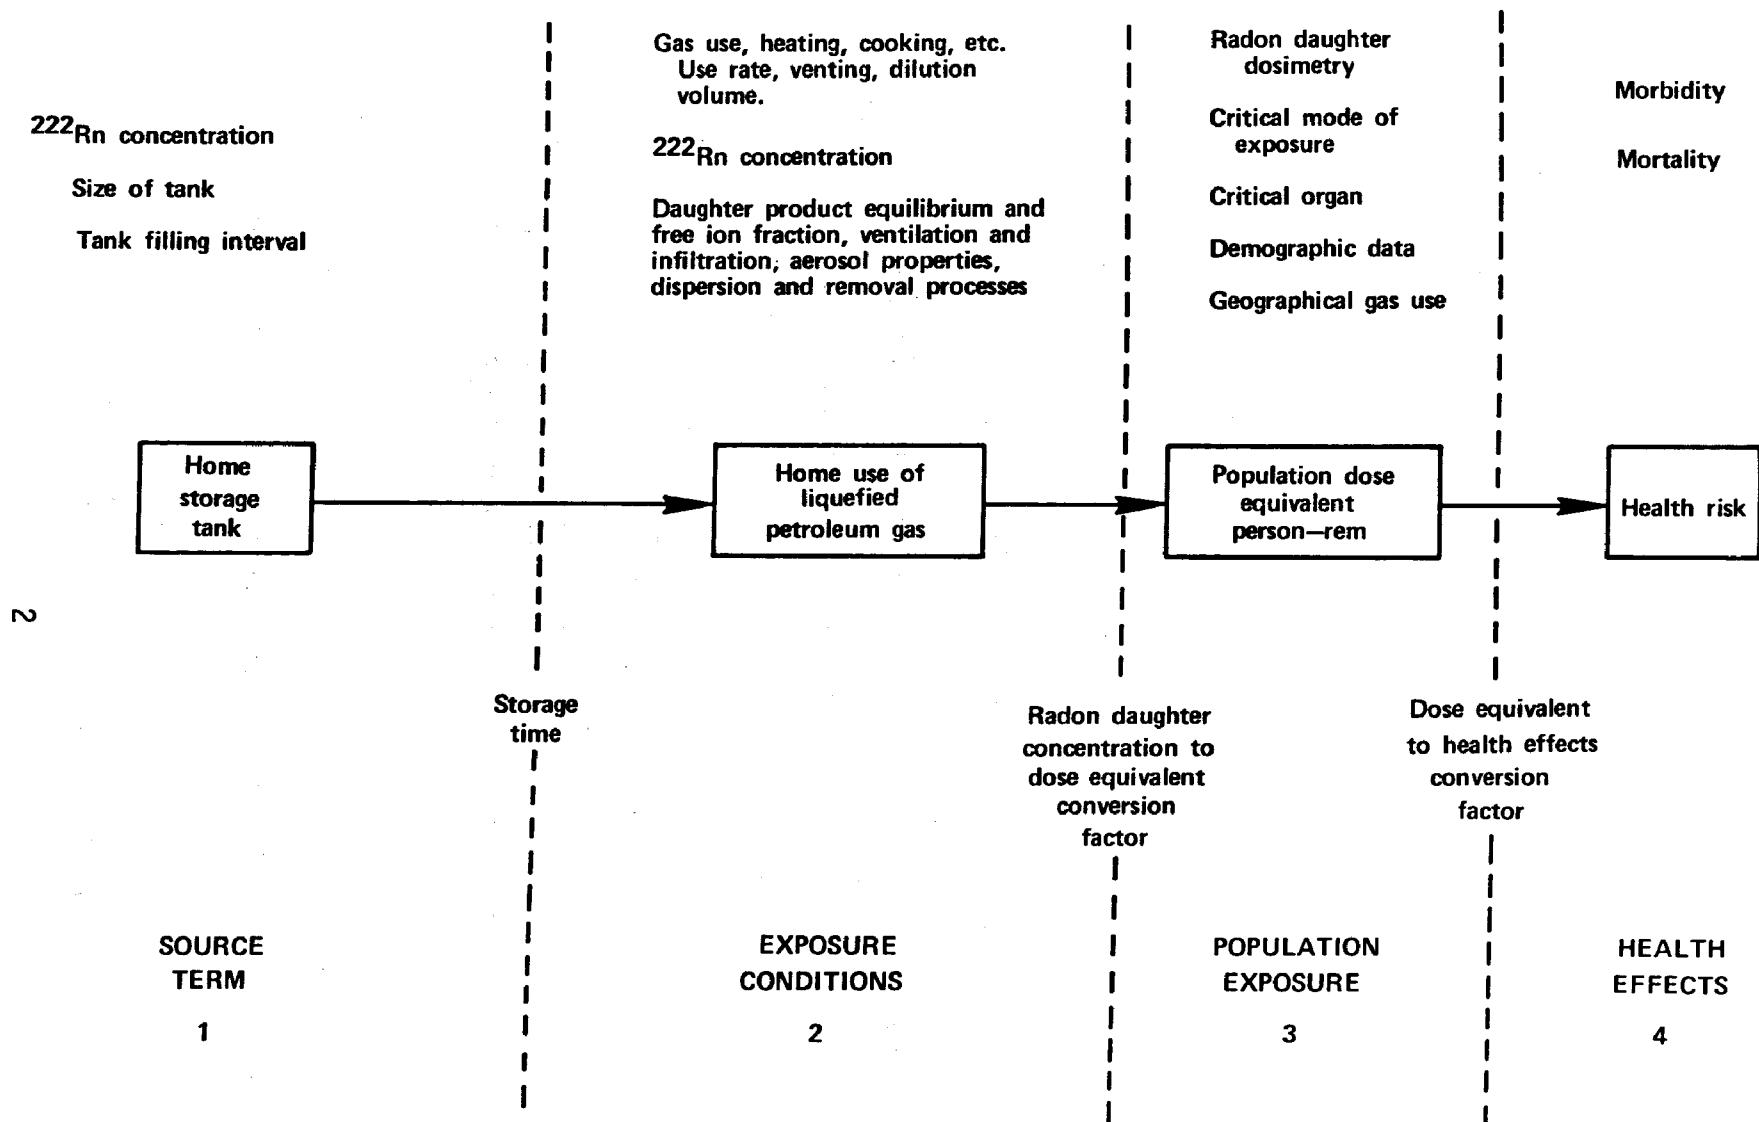 222Rn concentration
Size of tank
Tank filling interval
Gas use, heating, cooking, etc.
Use rate, venting, dilution
volume.
222Rn concentration
Daughter product equilibrium and
free ion fraction, ventilation and
infiltration, aerosol properties,
dispersion and removal processes
Radon daughter
dosimetry
Critical mode of
exposure
Critical organ
Demographic data
Geographical gas use
Morbidity
Mortality
Home
storage
tank
Home use of
liquefied
petroleum gas
Population dose
equivalent
person—rem
Health risk
2
Storage
time
Radon daughter
concentration to
dose equivalent
conversion
factor
Dose equivalent
to health effects
conversion
factor
SOURCE
TERM
1
EXPOSURE
CONDITIONS
2
POPULATION
EXPOSURE
3
HEALTH
EFFECTS
4